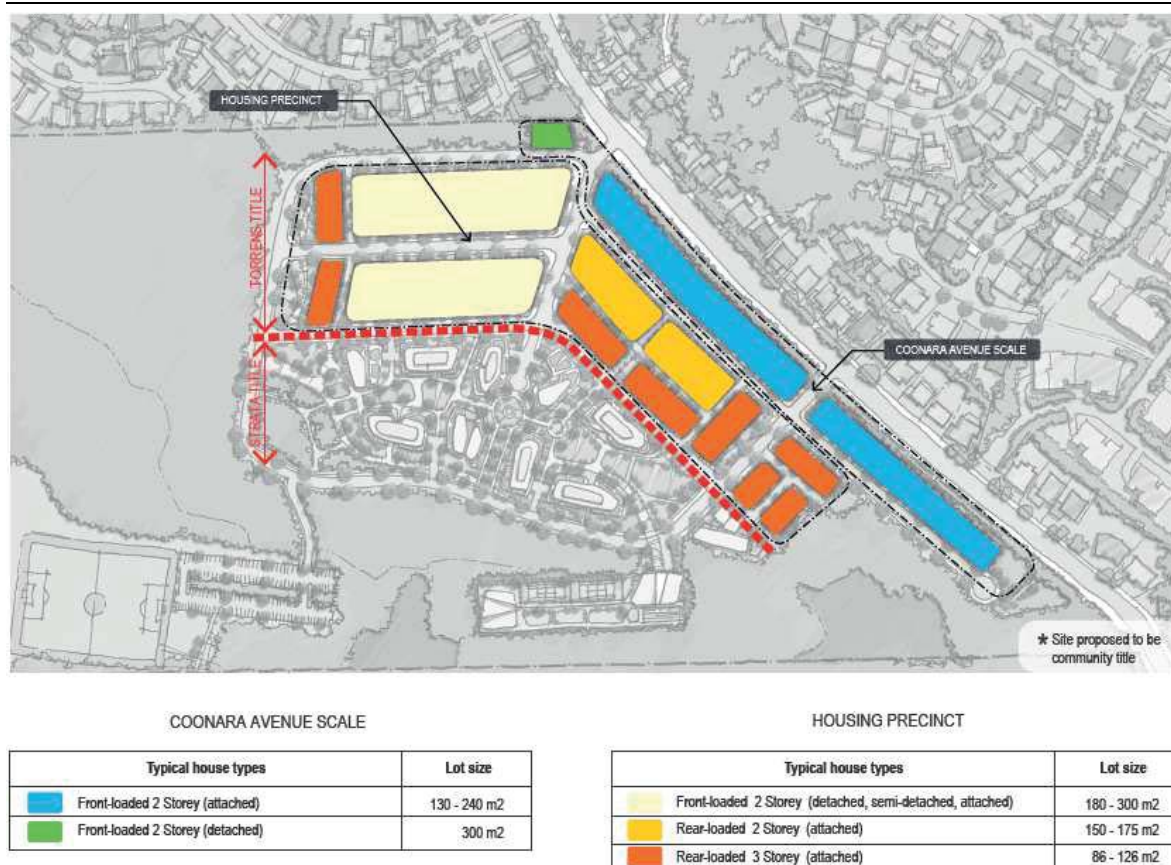 HOUSING PRECINCT
TORRENS TITLE
COONARA AVENUE SCALE
STRATA TITLE
* Site proposed to be
community title
COONARA AVENUE SCALE
Typical house types Lot size
Front-loaded 2 Storey (attached) 130 - 240 m2
Front-loaded 2 Storey (detached) 300 m2
HOUSING PRECINCT
Typical house types Lot size
Front-loaded 2 Storey (detached, semi-detached, attached) 180 - 300 m2
Rear-loaded 2 Storey (attached) 150 - 175 m2
Rear-loaded 3 Storey (attached) 86 - 126 m2